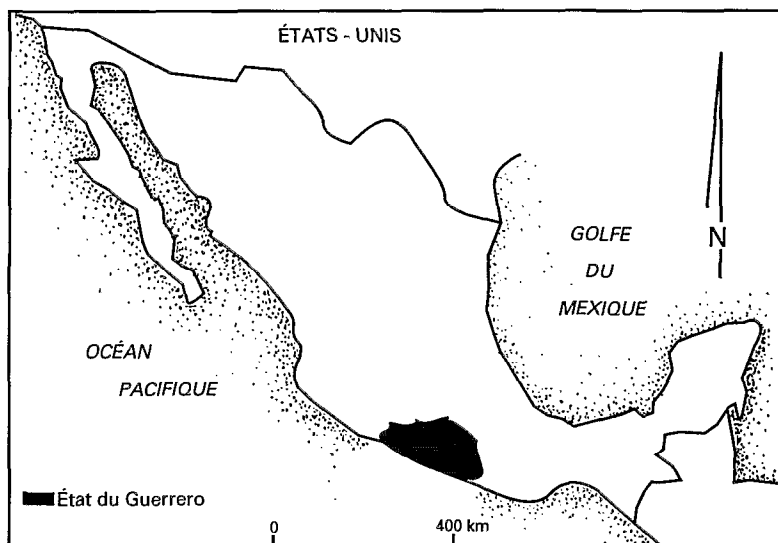 ÉTATS - UNIS
GOLFE
DU
MEXIQUE
N
OCÉAN
PACIFIQUE
État du Guerrero
0 400 km